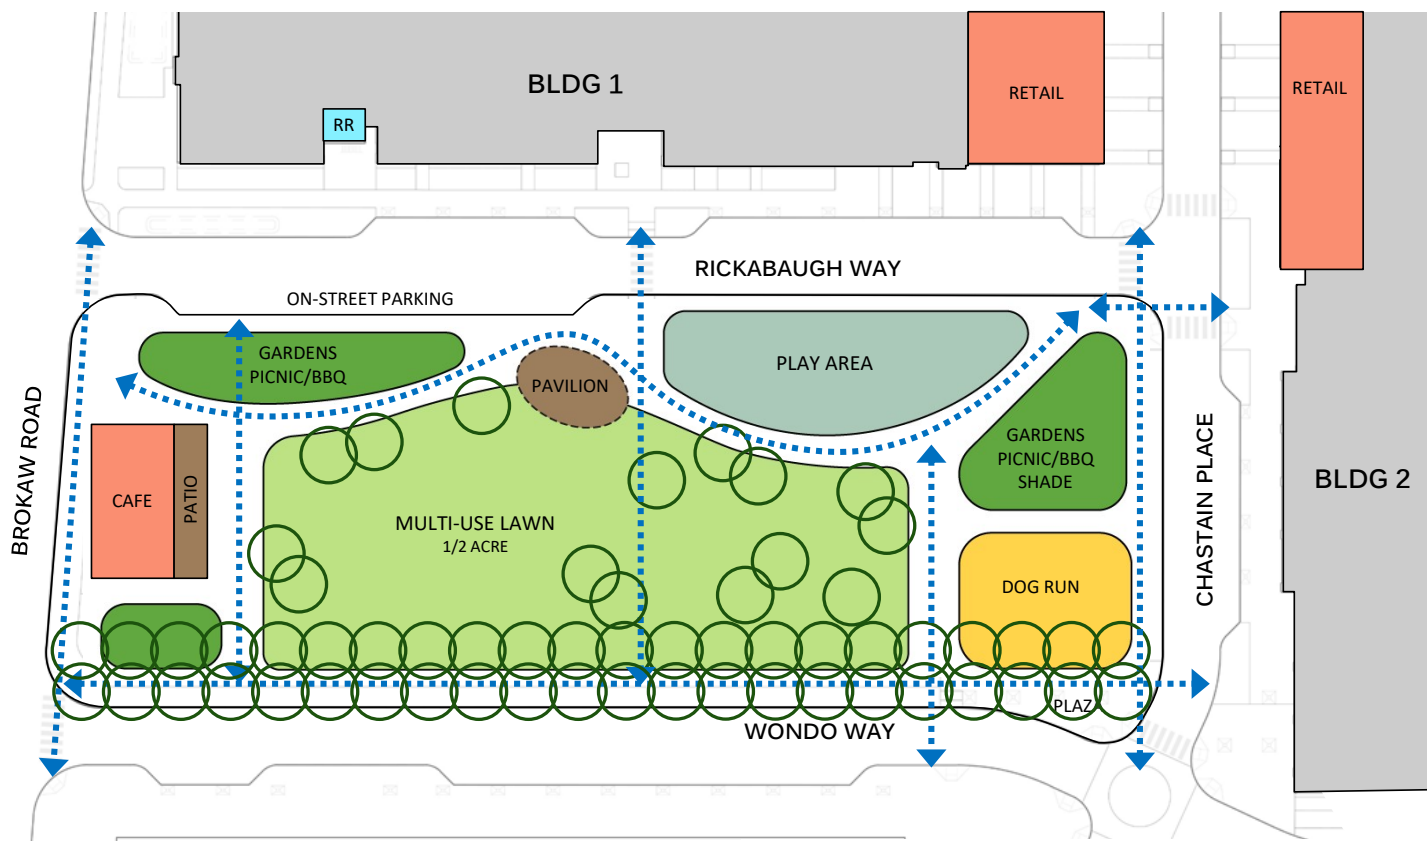 BLDG 1
RETAIL
RETAIL
RR
RICKABAUGH WAY
ON-STREET PARKING
GARDENS
PICNIC/BBQ
PAVILION
PLAY AREA
BROKAW ROAD
CAFE
PATIO
MULTI-USE LAWN
1/2 ACRE
GARDENS
PICNIC/BBQ
SHADE
DOG RUN
CHASTAIN PLACE
BLDG 2
PLAZ
WONDO WAY